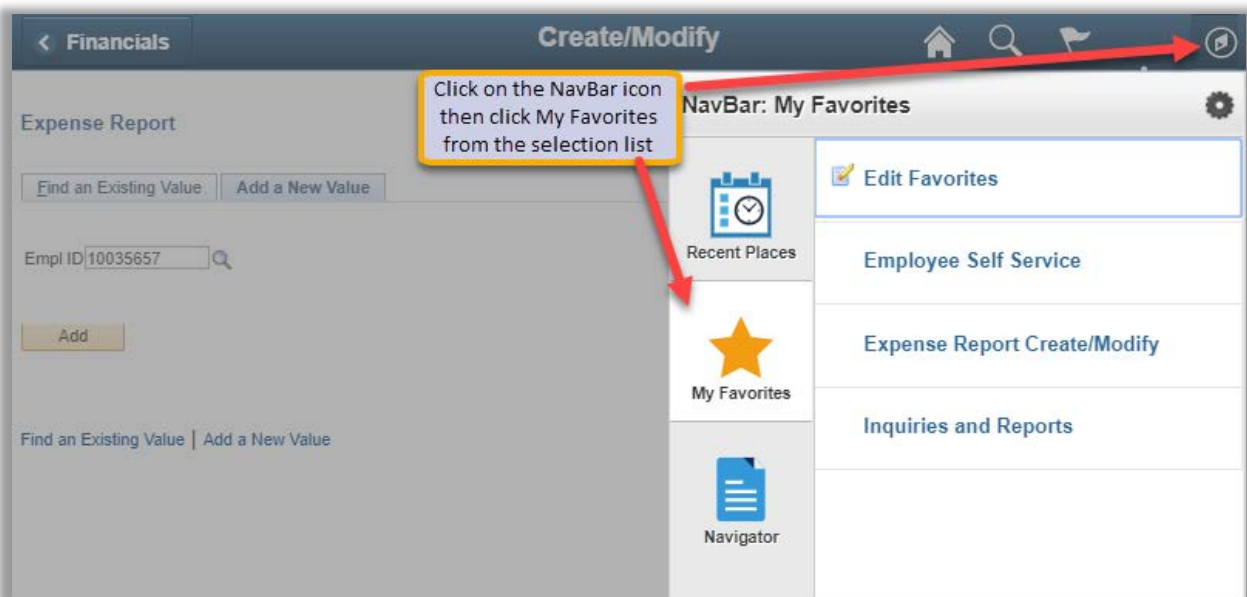 Financials
Create/Modify
Click on the NavBar icon
then click My Favorites
from the selection list
NavBar: My Favorites
Expense Report
Find an Existing Value
Add a New Value
Empl ID 10035657
Add
Find an Existing Value | Add a New Value
Recent Places
My Favorites
Navigator
Edit Favorites
Employee Self Service
Expense Report Create/Modify
Inquiries and Reports